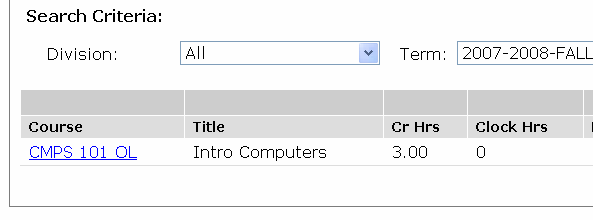 Search Criteria:
Division: All Term: 2007-2008-FALL
Course Title Cr Hrs Clock Hrs
CMPS 101 OL Intro Computers 3.00 0